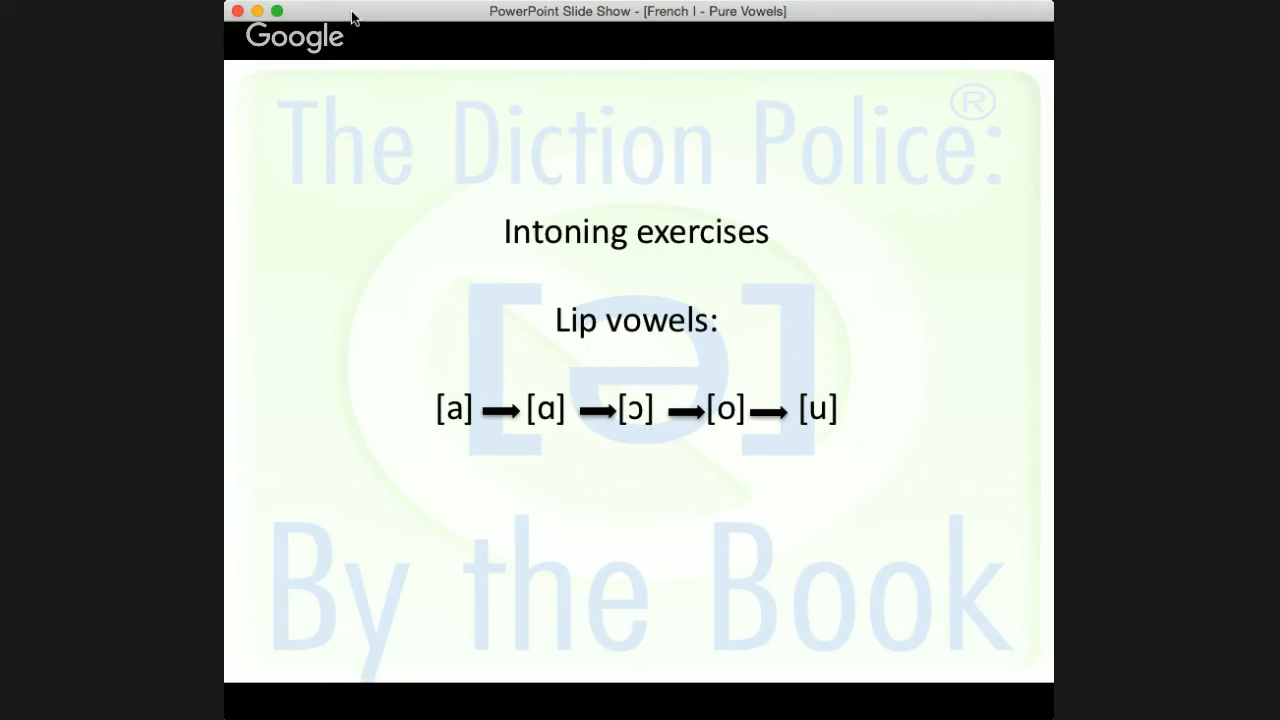 PowerPoint Slide Show - [French I - Pure Vowels]
Google
The Diction Police®:
Intoning exercises
Lip vowels:
[ə]
[a] → [ɑ] → [ɔ] → [o] → [u]
By the Book